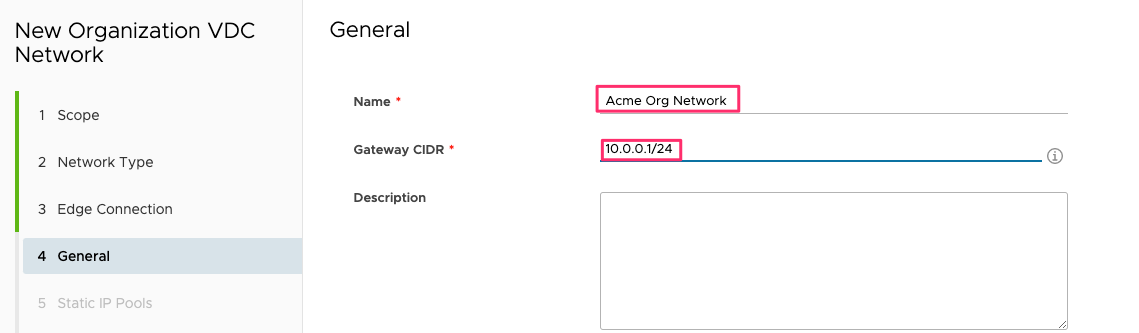 New Organization VDC
Network
1 Scope
2 Network Type
3 Edge Connection
4 General
5 Static IP Pools
General
Name *
Acme Org Network
Gateway CIDR *
10.0.0.1/24
Description